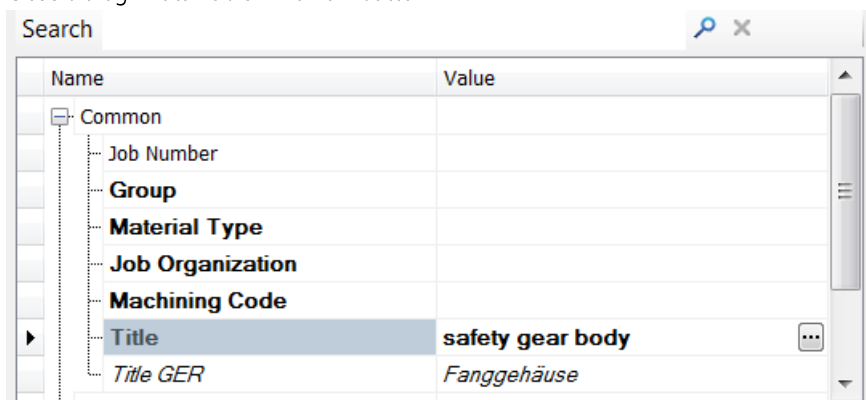 Search
Name Value
Common
Job Number
Group
Material Type
Job Organization
Machining Code
Title safety gear body ...
Title GER Fanggehäuse